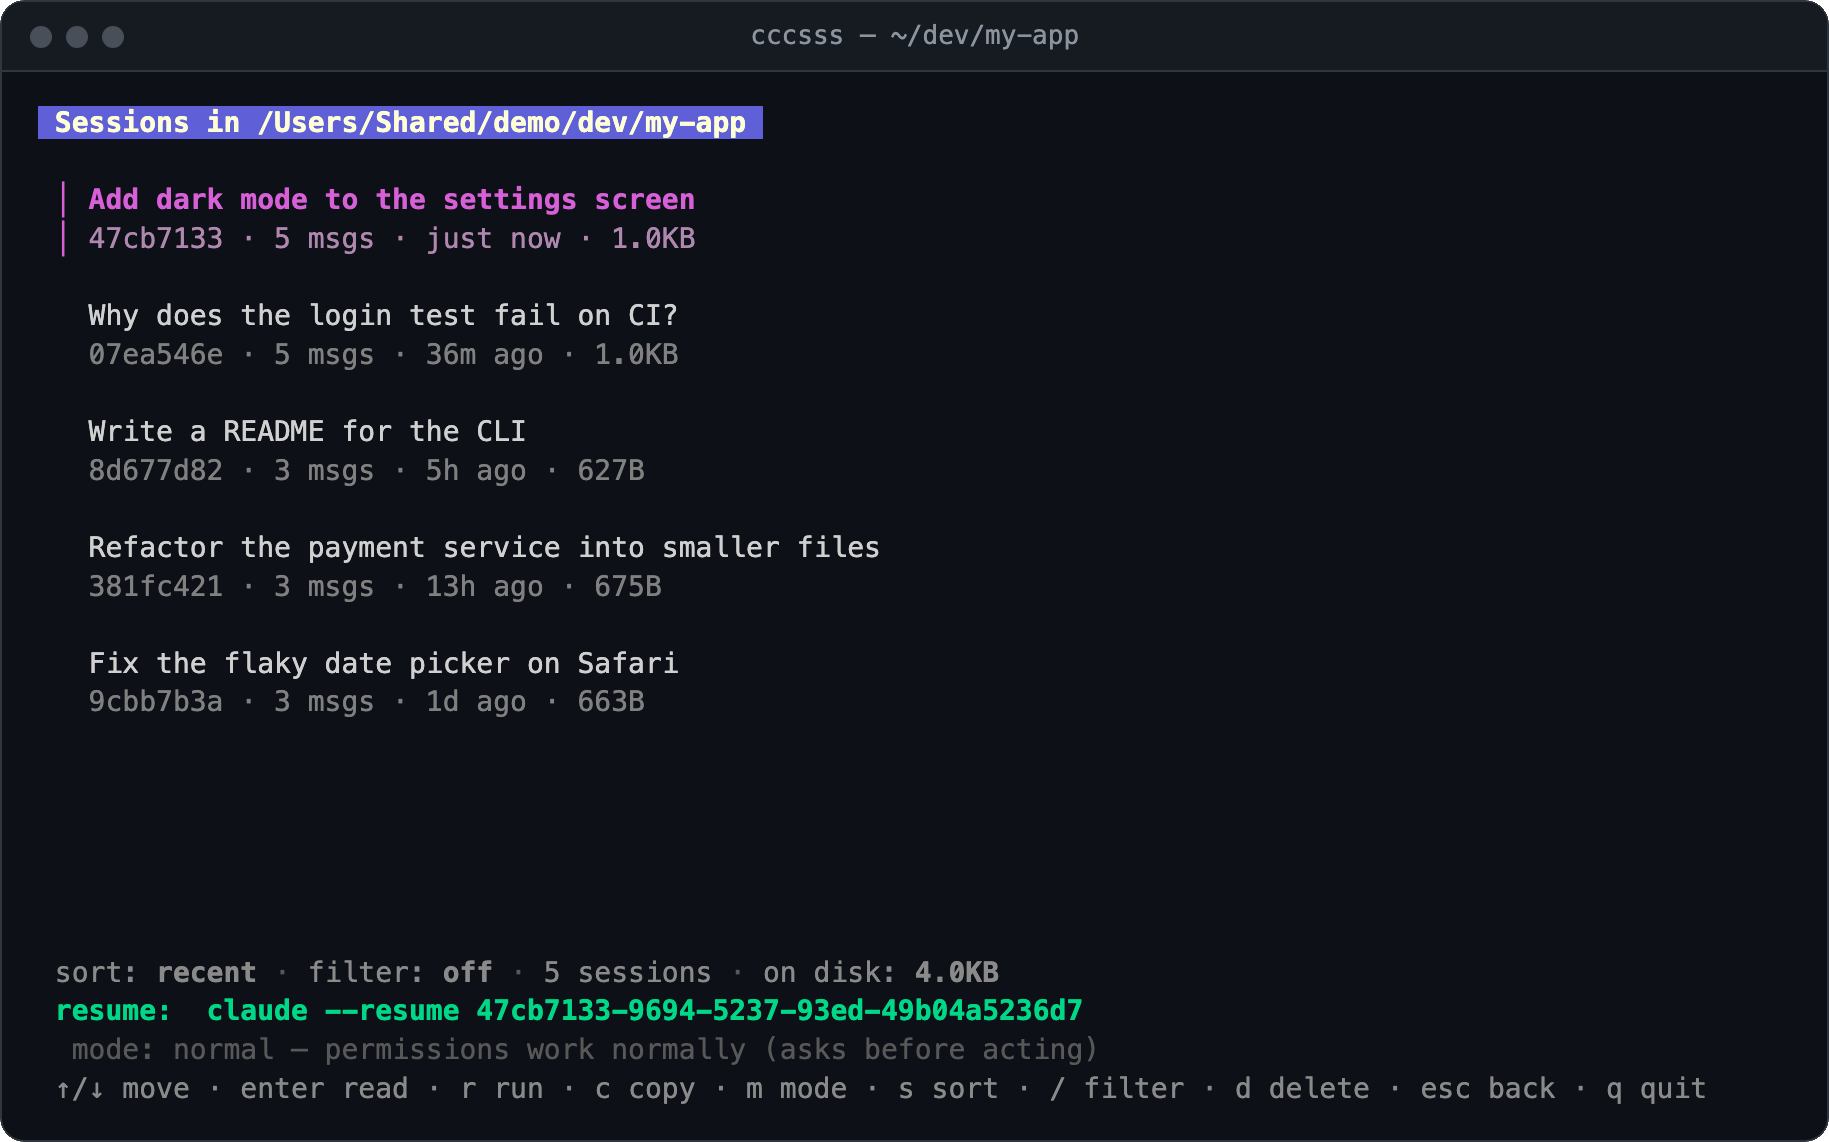 cccsss — ~/dev/my-app
Sessions in /Users/Shared/demo/dev/my-app
Add dark mode to the settings screen
47cb7133 · 5 msgs · just now · 1.0KB
Why does the login test fail on CI?
07ea546e · 5 msgs · 36m ago · 1.0KB
Write a README for the CLI
8d677d82 · 3 msgs · 5h ago · 627B
Refactor the payment service into smaller files
381fc421 · 3 msgs · 13h ago · 675B
Fix the flaky date picker on Safari
9cbb7b3a · 3 msgs · 1d ago · 663B
sort: recent · filter: off · 5 sessions · on disk: 4.0KB
resume:  claude --resume 47cb7133-9694-5237-93ed-49b04a5236d7
mode: normal — permissions work normally (asks before acting)
↑/↓ move · enter read · r run · c copy · m mode · s sort · / filter · d delete · esc back · q quit